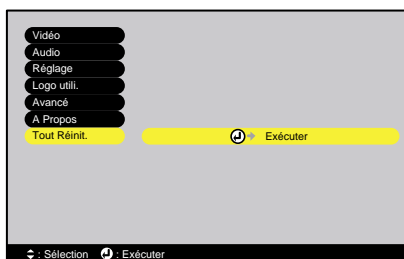 Vidéo
Audio
Réglage
Logo utili.
Avancé
A Propos
Tout Réinit. Exécuter
: Sélection : Exécuter